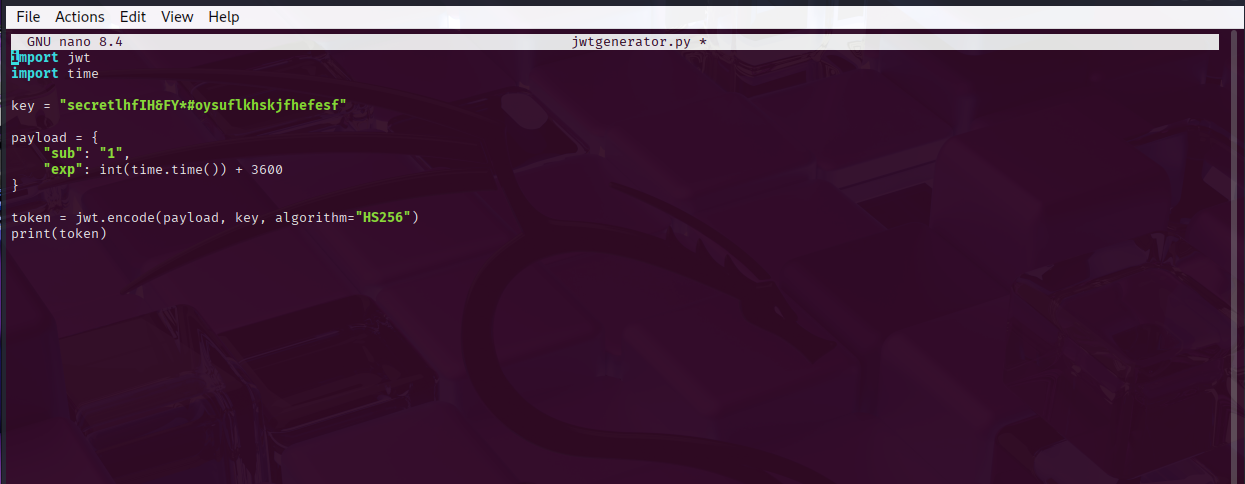 File Actions Edit View Help
GNU nano 8.4 jwtgenerator.py *
import jwt
import time
key = "secretlhfIH&FY*#oysuflkhskjfhefesf"
payload = {
    "sub": "1",
    "exp": int(time.time()) + 3600
}
token = jwt.encode(payload, key, algorithm="HS256")
print(token)